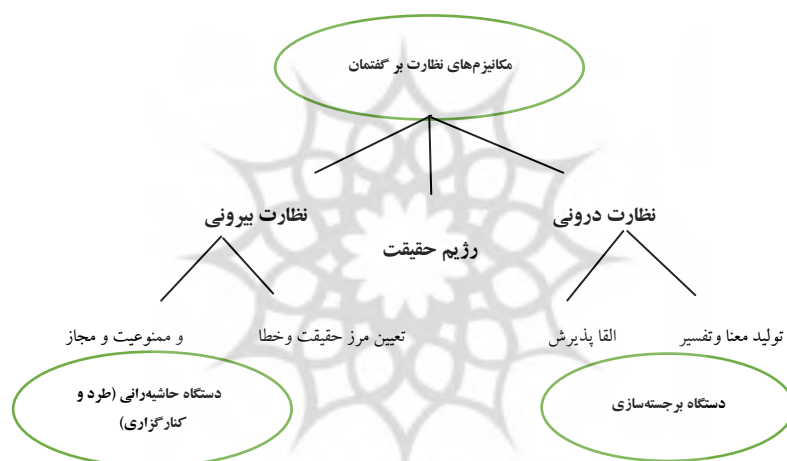 مکانیزم‌های نظارت بر گفتمان
نظارت درونی
نظارت بیرونی
رژیم حقیقت
تولید معنا وتفسیر
القا پذیرش
تعیین مرز حقیقت وخطا
و ممنوعیت و مجاز
دستگاه برجسته‌سازی
دستگاه حاشیه‌رانی (طرد و
کنارگزاری)